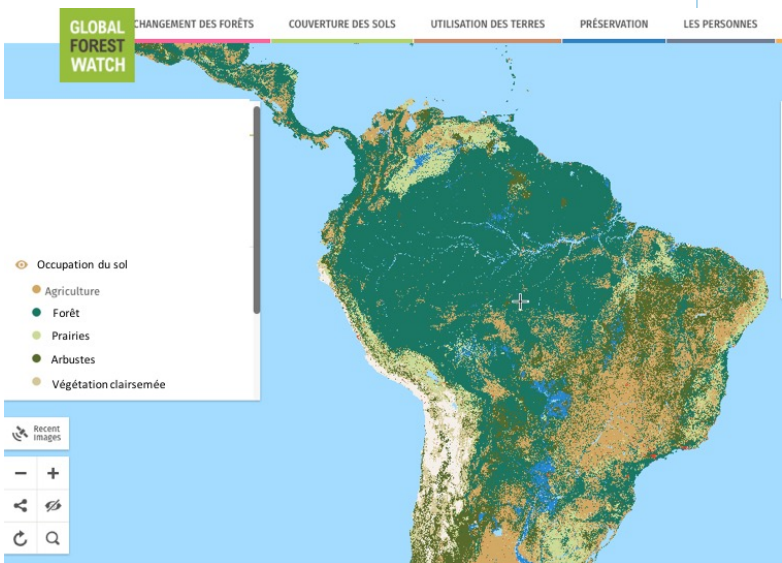 GLOBAL
FOREST
WATCH
CHANGEMENT DES FORÊTS
COUVERTURE DES SOLS
UTILISATION DES TERRES
PRÉSERVATION
LES PERSONNES
Occupation du sol
Agriculture
Forêt
Prairies
Arbustes
Végétation clairsemée
Recent
Images